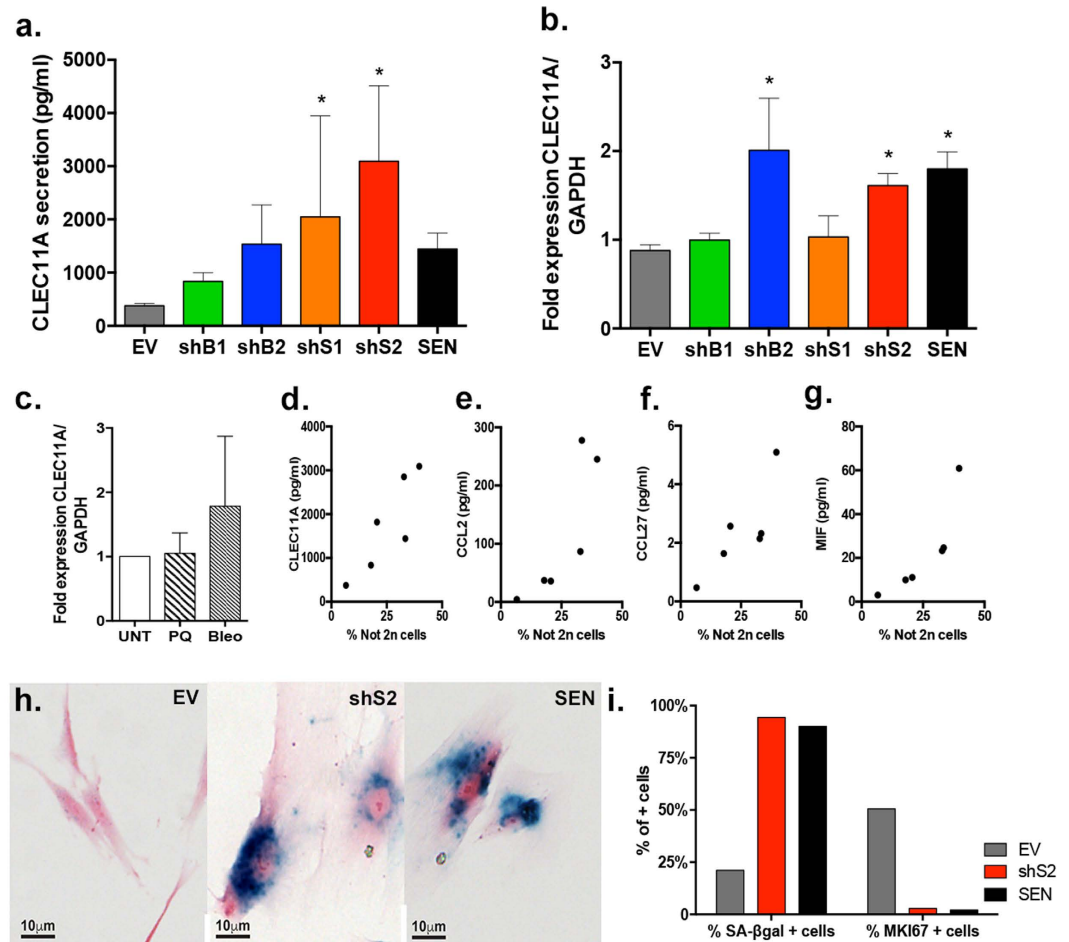 a.
CLEC11A secretion (pg/ml)
5000
4000
3000
2000
1000
0
*
*
EV shB1 shB2 shS1 shS2 SEN
b.
Fold expression CLEC11A/
GAPDH
3
2
1
0
*
*
*
EV shB1 shB2 shS1 shS2 SEN
c.
Fold expression CLEC11A/
GAPDH
3
2
1
0
UNT PQ Bleo
d.
CLEC11A (pg/ml)
4000
3000
2000
1000
0
0 25 50
% Not 2n cells
e.
CCL2 (pg/ml)
300
200
100
0
0 25 50
% Not 2n cells
f.
CCL27 (pg/ml)
6
4
2
0
0 25 50
% Not 2n cells
g.
MIF (pg/ml)
80
60
40
20
0
0 25 50
% Not 2n cells
h.
EV
10µm
shS2
10µm
SEN
10µm
i.
% of + cells
100%
75%
50%
25%
0
% SA-βgal + cells % MKI67 + cells
EV
shS2
SEN